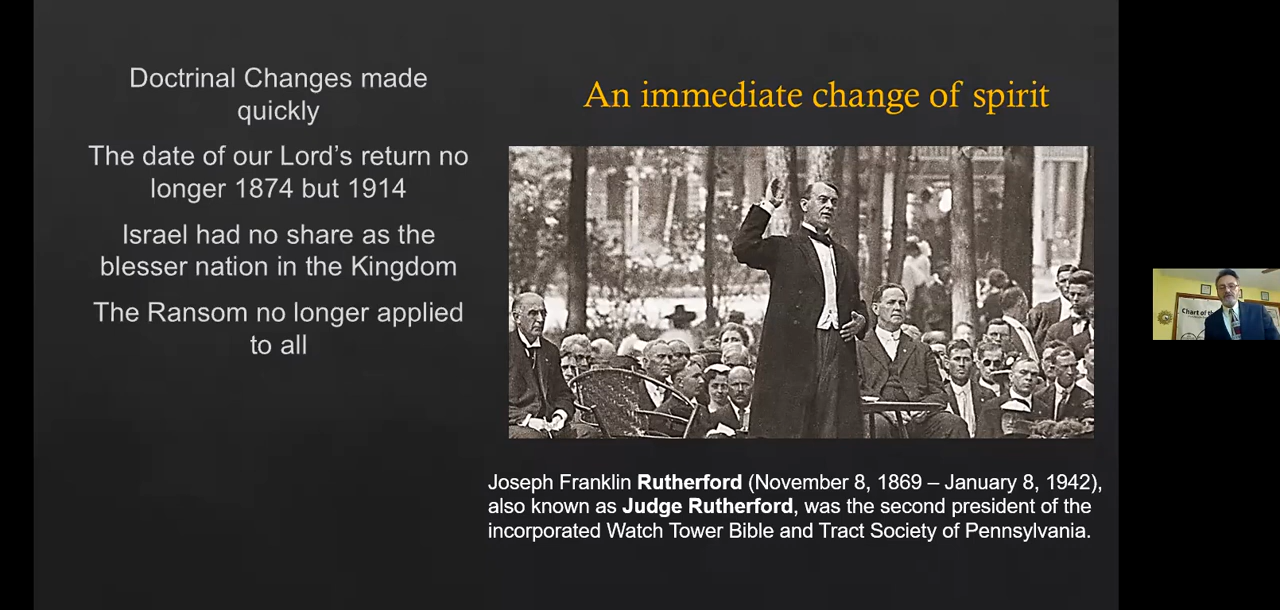 Doctrinal Changes made
quickly
The date of our Lord's return no
longer 1874 but 1914
Israel had no share as the
blesser nation in the Kingdom
The Ransom no longer applied
to all
An immediate change of spirit
Joseph Franklin Rutherford (November 8, 1869 – January 8, 1942),
also known as Judge Rutherford, was the second president of the
incorporated Watch Tower Bible and Tract Society of Pennsylvania.
Chart of